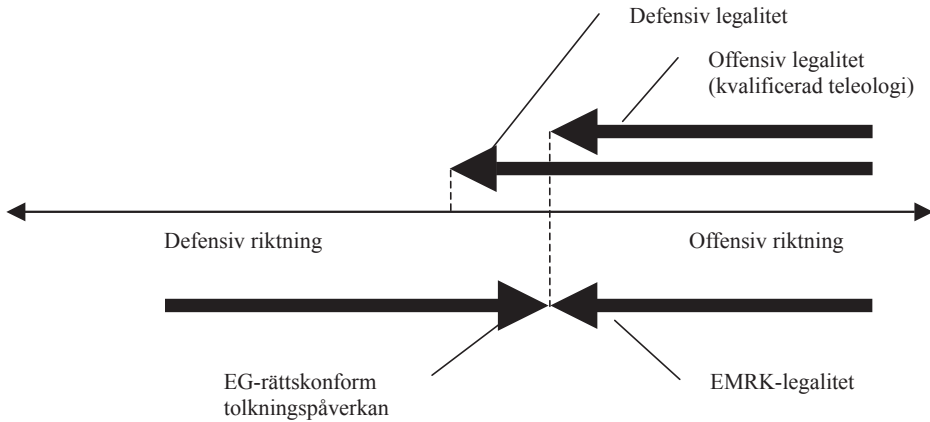 Defensiv legalitet
Offensiv legalitet
(kvalificerad teleologi)
Defensiv riktning
Offensiv riktning
EG-rättskonform
tolkningspåverkan
EMRK-legalitet